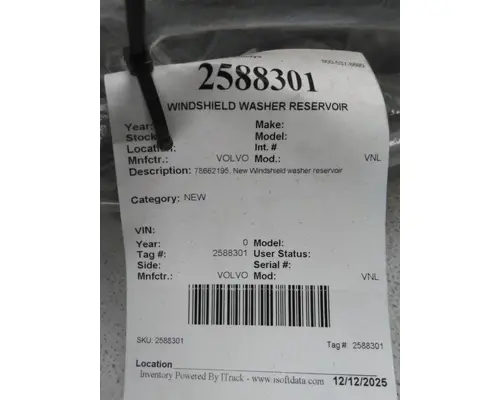 2588301
WINDSHIELD WASHER RESERVOIR
Year: Make:
Stock Model:
Location: Int. #
Mnfctr.: VOLVO Mod.: VNL
Description: 78662195, New Windshield washer reservoir
Category: NEW
VIN:
Year: 0 Model:
Tag #: 2588301 User Status:
Side: Serial #:
Mnfctr.: VOLVO Mod: VNL
SKU: 2588301 Tag # 2588301
Location
Inventory Powered By ITrack - www.isoftdata.com 12/12/2025